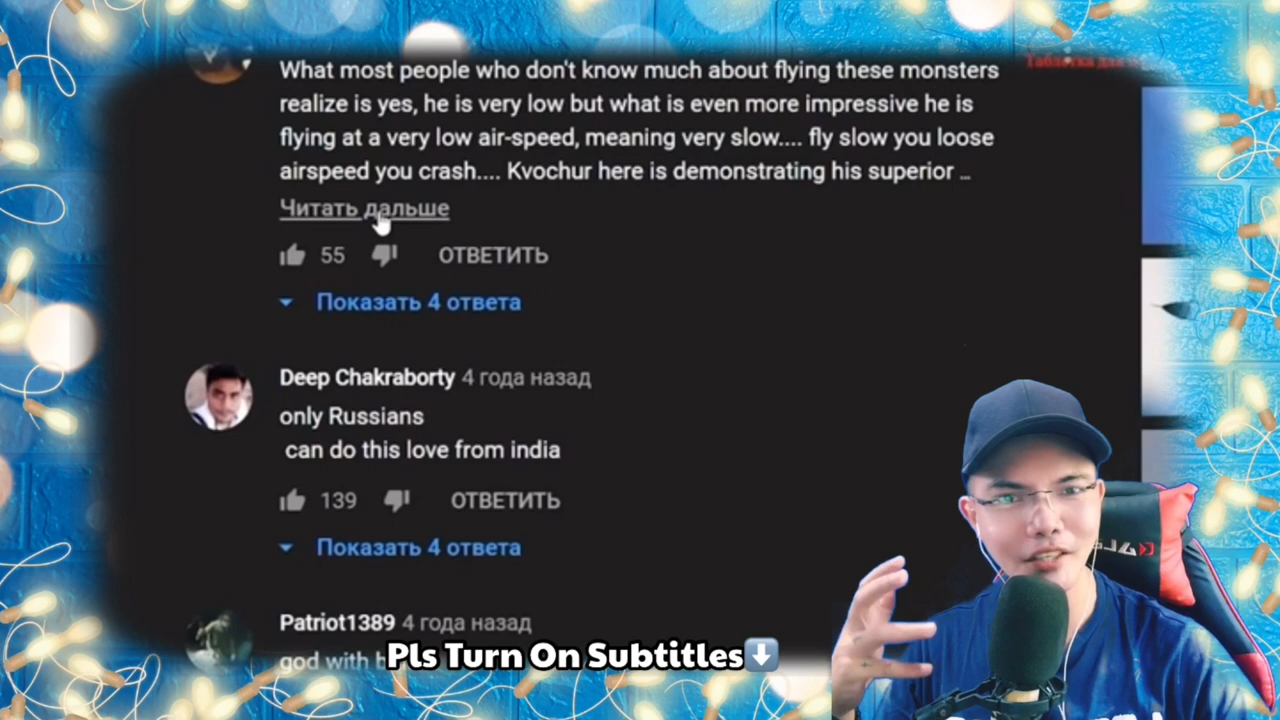 Таблетка для
What most people who don't know much about flying these monsters
realize is yes, he is very low but what is even more impressive he is
flying at a very low air-speed, meaning very slow.... fly slow you loose
airspeed you crash.... Kvochur here is demonstrating his superior ...
Читать дальше
55 ОТВЕТИТЬ
Показать 4 ответа
Deep Chakraborty 4 года назад
only Russians
can do this love from india
139 ОТВЕТИТЬ
Показать 4 ответа
Patriot1389 4 года назад
god with
Pls Turn On Subtitles⬇️